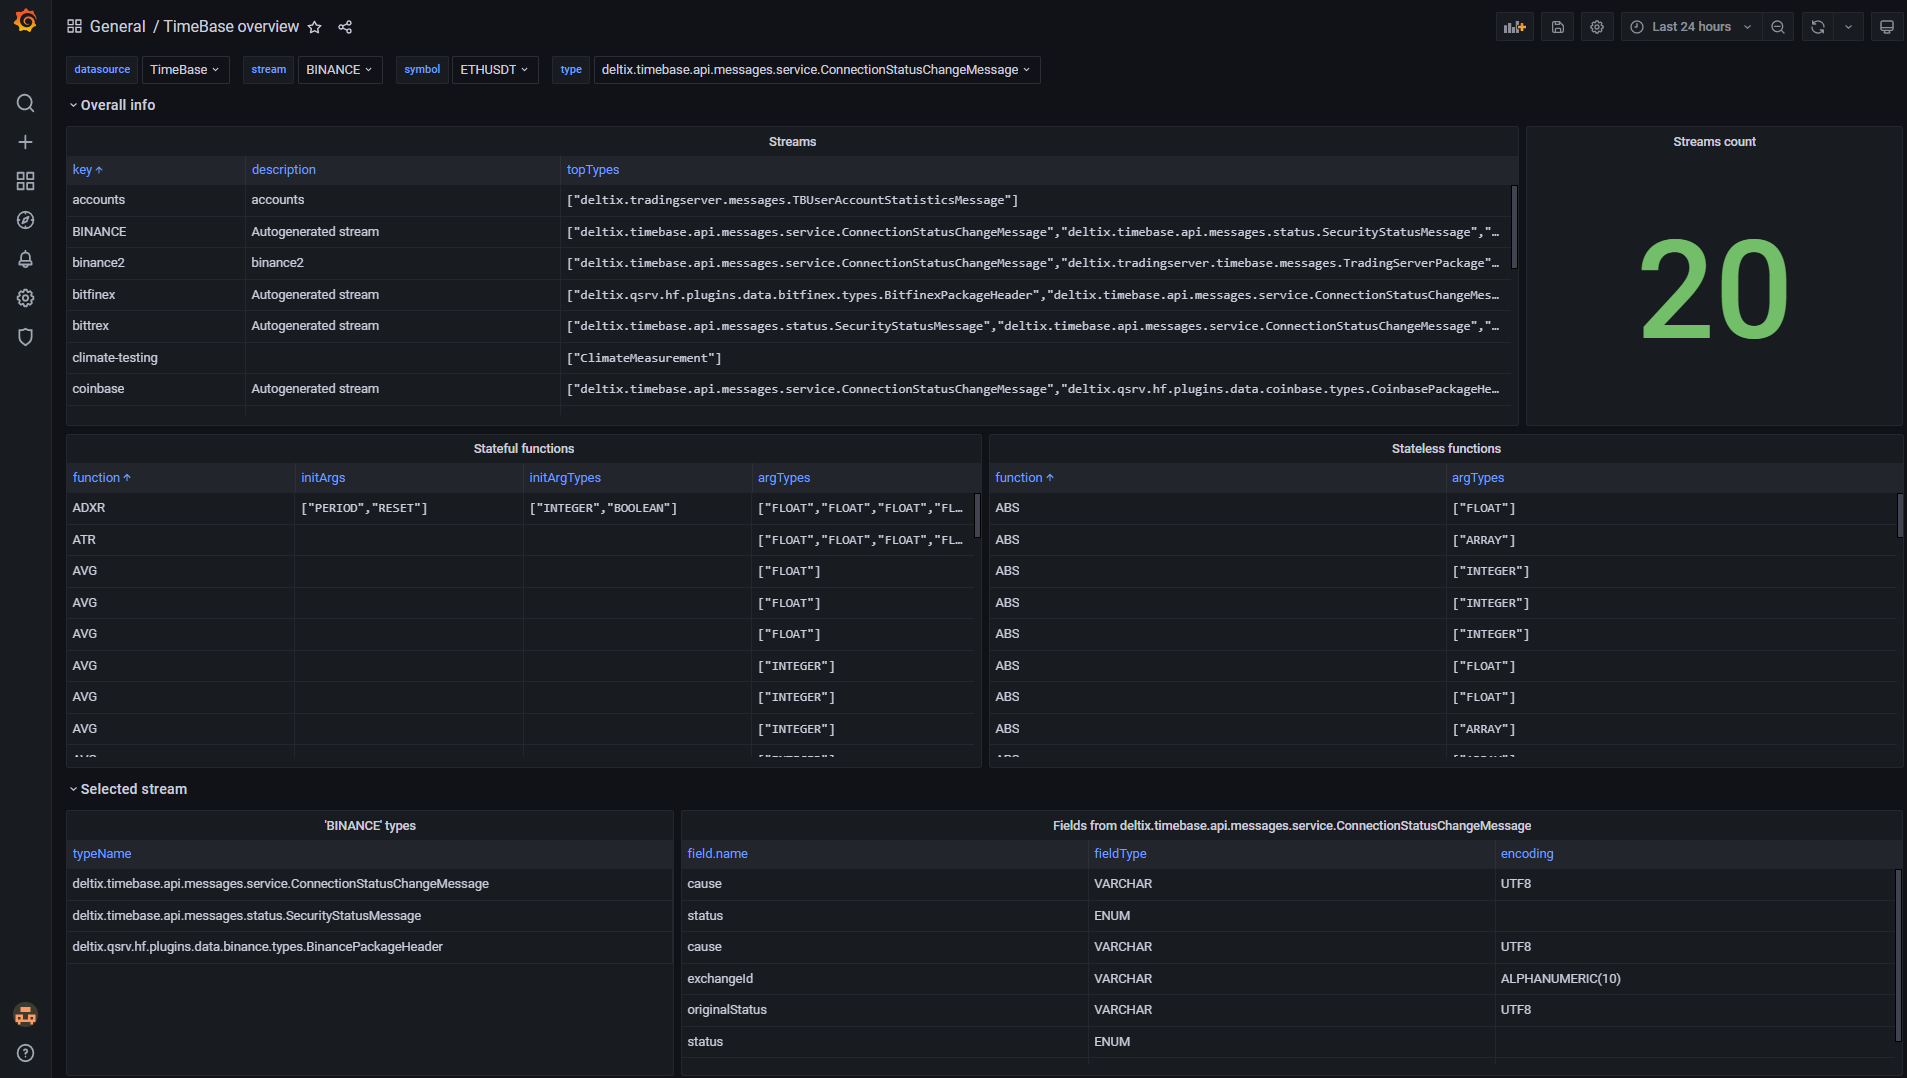 General / TimeBase overview
Last 24 hours
datasource TimeBase stream BINANCE symbol ETHUSDT type deltix.timebase.api.messages.service.ConnectionStatusChangeMessage
Overall info
Streams
key description topTypes
accounts accounts ["deltix.tradingserver.messages.TBUserAccountStatisticsMessage"]
BINANCE Autogenerated stream ["deltix.timebase.api.messages.service.ConnectionStatusChangeMessage","deltix.timebase.api.messages.status.SecurityStatusMessage","…
binance2 binance2 ["deltix.timebase.api.messages.service.ConnectionStatusChangeMessage","deltix.tradingserver.timebase.messages.TradingServerPackage"…
bitfinex Autogenerated stream ["deltix.qsrv.hf.plugins.data.bitfinex.types.BitfinexPackageHeader","deltix.timebase.api.messages.service.ConnectionStatusChangeMes…
bittrex Autogenerated stream ["deltix.timebase.api.messages.status.SecurityStatusMessage","deltix.timebase.api.messages.service.ConnectionStatusChangeMessage","…
climate-testing ["ClimateMeasurement"]
coinbase Autogenerated stream ["deltix.timebase.api.messages.service.ConnectionStatusChangeMessage","deltix.qsrv.hf.plugins.data.coinbase.types.CoinbasePackageHe…
Streams count
20
Stateful functions
function initArgs initArgTypes argTypes
ADXR ["PERIOD","RESET"] ["INTEGER","BOOLEAN"] ["FLOAT","FLOAT","FLOAT","FL…
ATR ["FLOAT","FLOAT","FLOAT","FL…
AVG ["FLOAT"]
AVG ["FLOAT"]
AVG ["FLOAT"]
AVG ["INTEGER"]
AVG ["INTEGER"]
AVG ["INTEGER"]
Stateless functions
function argTypes
ABS ["FLOAT"]
ABS ["ARRAY"]
ABS ["INTEGER"]
ABS ["INTEGER"]
ABS ["INTEGER"]
ABS ["FLOAT"]
ABS ["FLOAT"]
ABS ["ARRAY"]
Selected stream
'BINANCE' types
typeName
deltix.timebase.api.messages.service.ConnectionStatusChangeMessage
deltix.timebase.api.messages.status.SecurityStatusMessage
deltix.qsrv.hf.plugins.data.binance.types.BinancePackageHeader
Fields from deltix.timebase.api.messages.service.ConnectionStatusChangeMessage
field.name fieldType encoding
cause VARCHAR UTF8
status ENUM
cause VARCHAR UTF8
exchangeId VARCHAR ALPHANUMERIC(10)
originalStatus VARCHAR UTF8
status ENUM